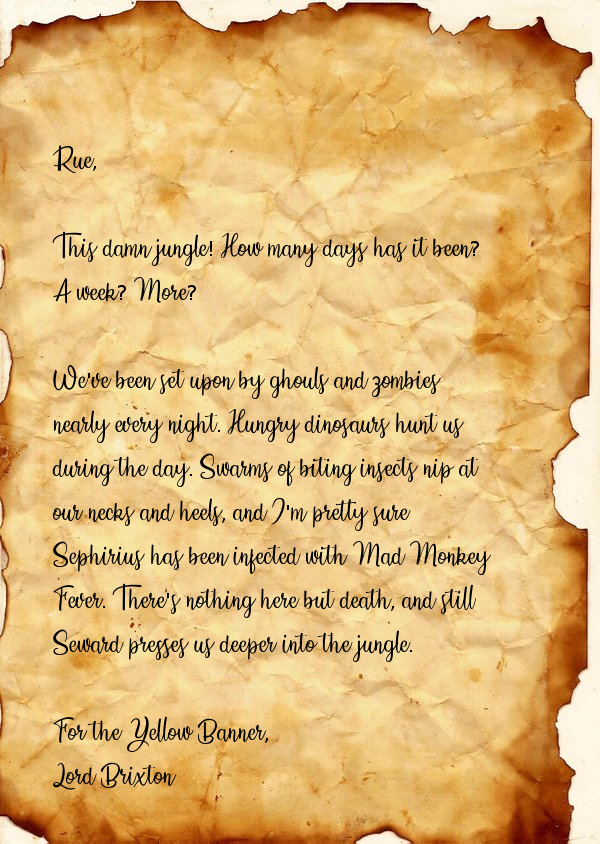 Rue,
This damn jungle! How many days has it been?
A week? More?
We've been set upon by ghouls and zombies
nearly every night. Hungry dinosaurs hunt us
during the day. Swarms of biting insects nip at
our necks and heels, and I'm pretty sure
Sephirius has been infected with Mad Monkey
Fever. There's nothing here but death, and still
Seward presses us deeper into the jungle.
For the Yellow Banner,
Lord Brixton